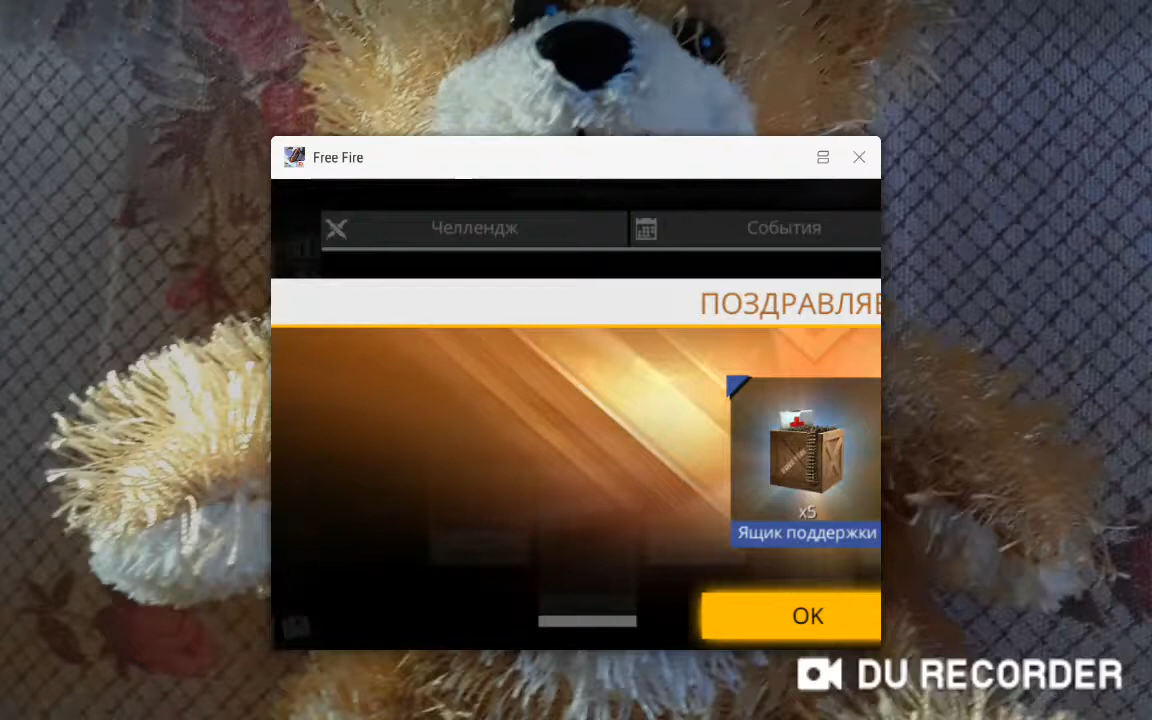 Free Fire
Челлендж
События
ПОЗДРАВЛЯЕ
x5
Ящик поддержки
OK
DU RECORDER